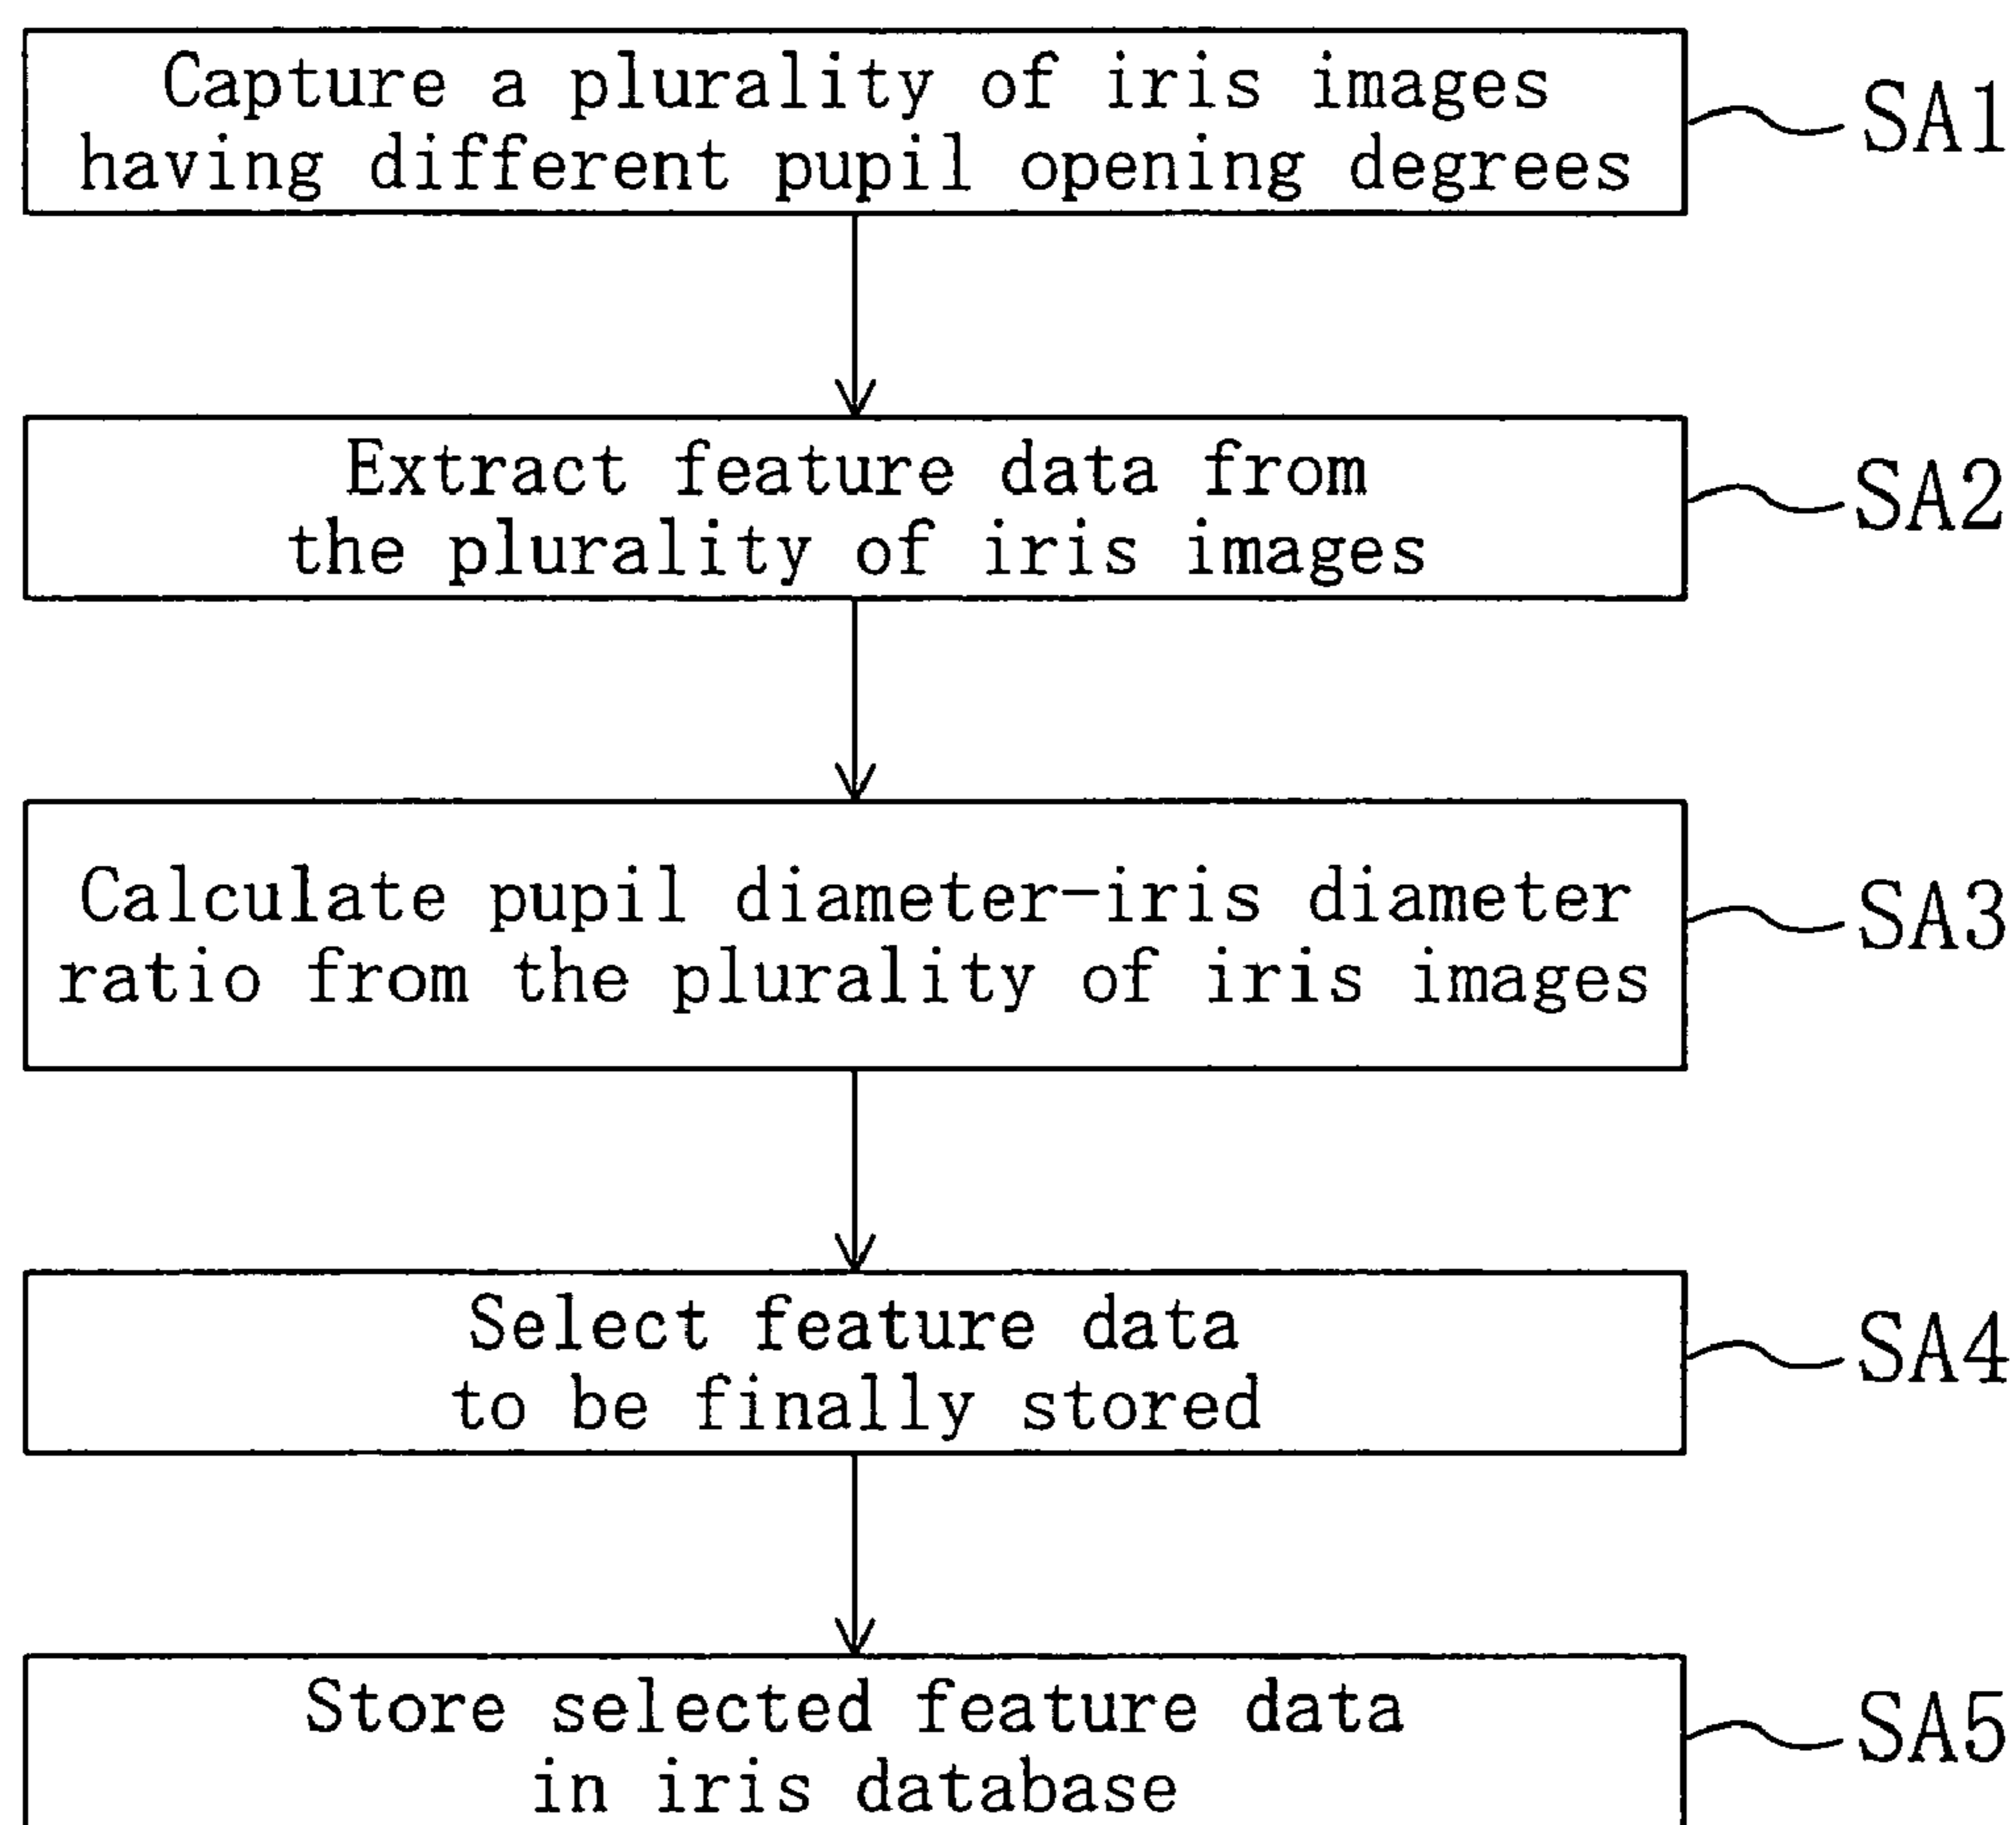 Capture a plurality of iris images
having different pupil opening degrees
SA1
Extract feature data from
the plurality of iris images
SA2
Calculate pupil diameter-iris diameter
ratio from the plurality of iris images
SA3
Select feature data
to be finally stored
SA4
Store selected feature data
in iris database
SA5